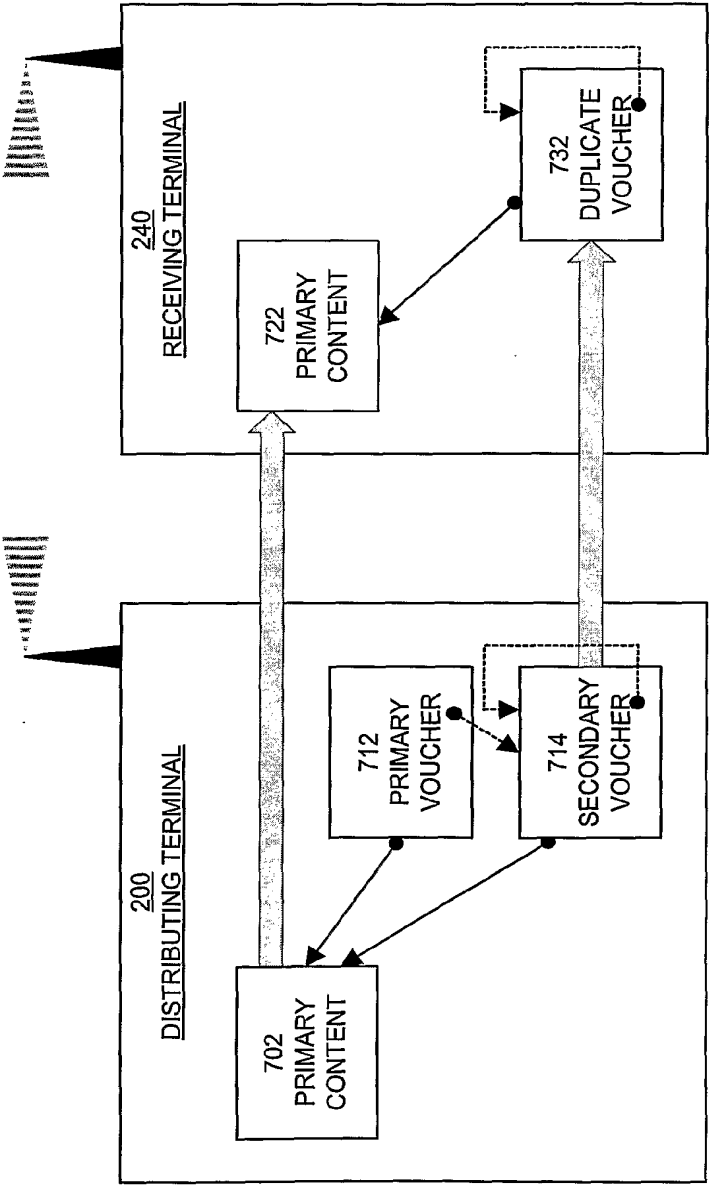 200
DISTRIBUTING TERMINAL
702
PRIMARY
CONTENT
712
PRIMARY
VOUCHER
714
SECONDARY
VOUCHER
240
RECEIVING TERMINAL
722
PRIMARY
CONTENT
732
DUPLICATE
VOUCHER